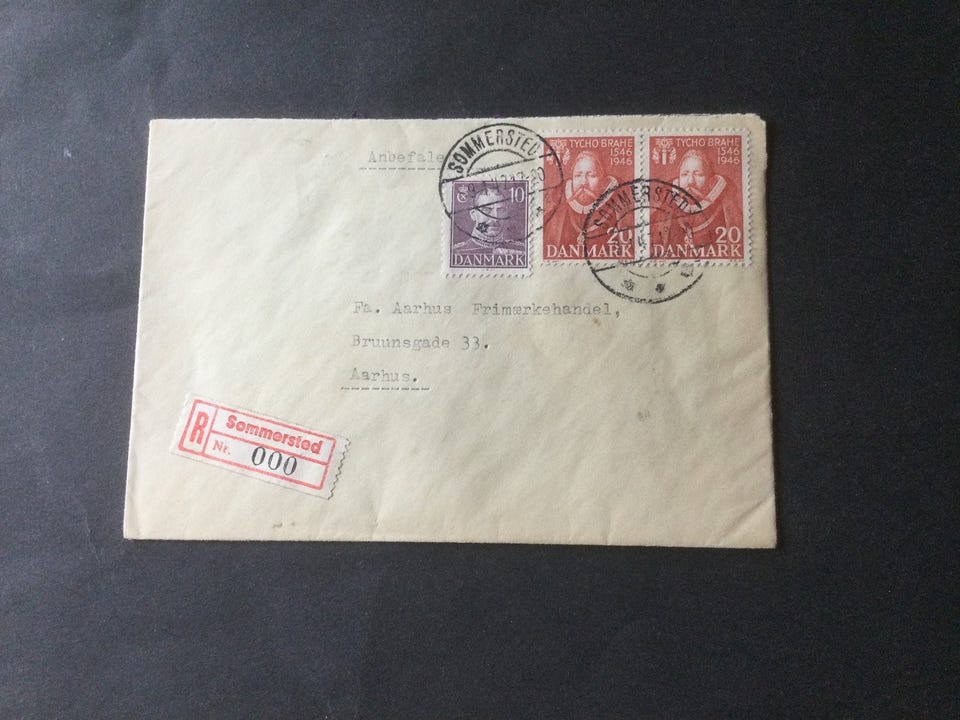 Anbefale
SOMMERSTED
10
DANMARK
TYCHO BRAHE
1546
1946
20
DANMARK
TYCHO BRAHE
1546
1946
20
DANMARK
SOMMERSTED
Fa. Aarhus Frimærkehandel,
Bruunsgade 33.
Aarhus.
R
Sommersted
Nr. 000